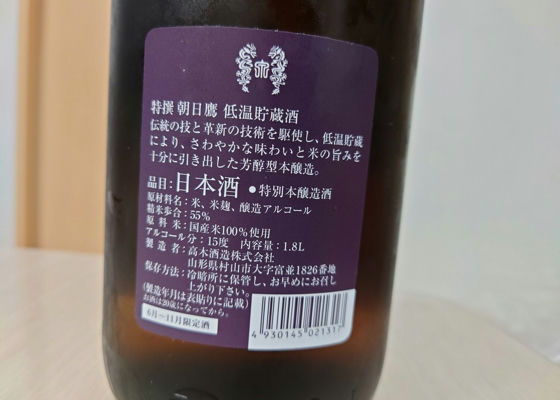 特撰 朝日鷹 低温貯蔵酒
伝統の技と革新の技術を駆使し、低温貯蔵
により、さわやかな味わいと米の旨みを
十分に引き出した芳醇型本醸造。
品目:日本酒 ●特別本醸造酒
原材料名:米、米麹、醸造アルコール
精米歩合:55%
原料米:国産米100%使用
アルコール分:15度 内容量:1.8L
製造者:高木酒造株式会社
山形県村山市大字富並1826番地
保存方法:冷暗所に保管し、お早めにお召し
上がり下さい。
(製造年月は表貼りに記載)
お酒は20歳になってから。
6月〜11月限定酒
4930145021317